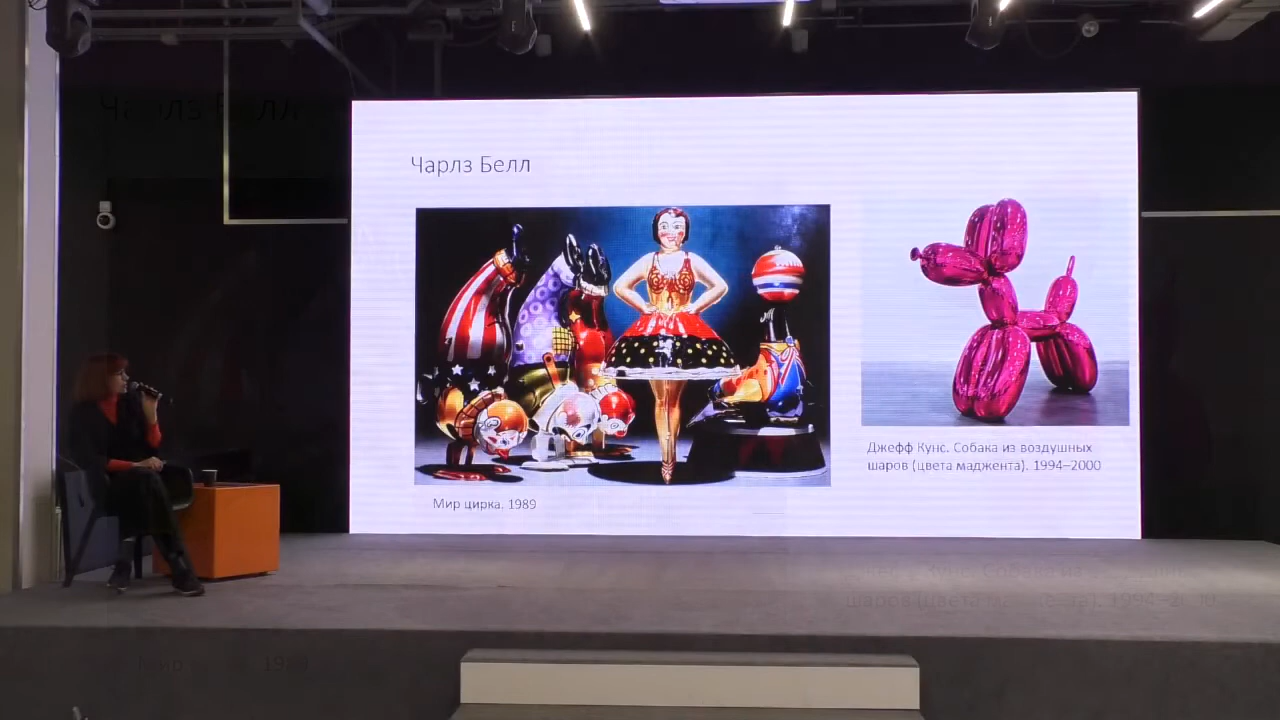 Чарлз Белл
Мир цирка. 1989
Джефф Кунс. Собака из воздушных
шаров (цвета маджента). 1994–2000